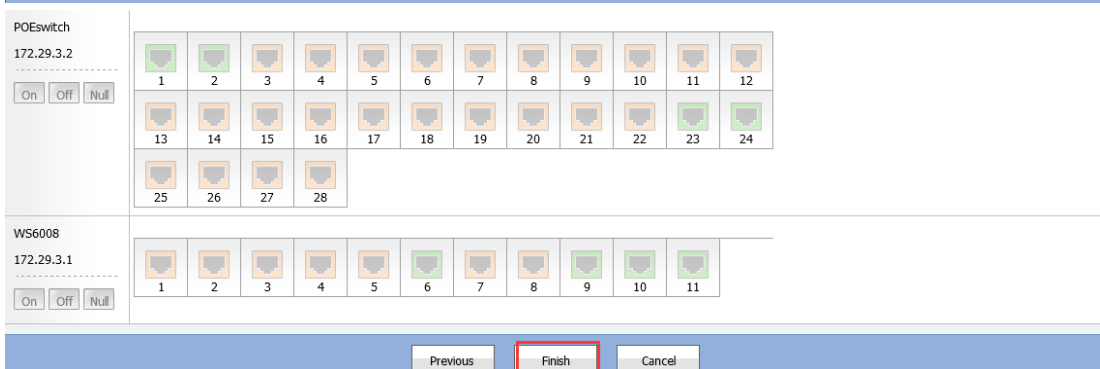 POEswitch
172.29.3.2
On Off Null
1 2 3 4 5 6 7 8 9 10 11 12
13 14 15 16 17 18 19 20 21 22 23 24
25 26 27 28
WS6008
172.29.3.1
On Off Null
1 2 3 4 5 6 7 8 9 10 11
Previous Finish Cancel